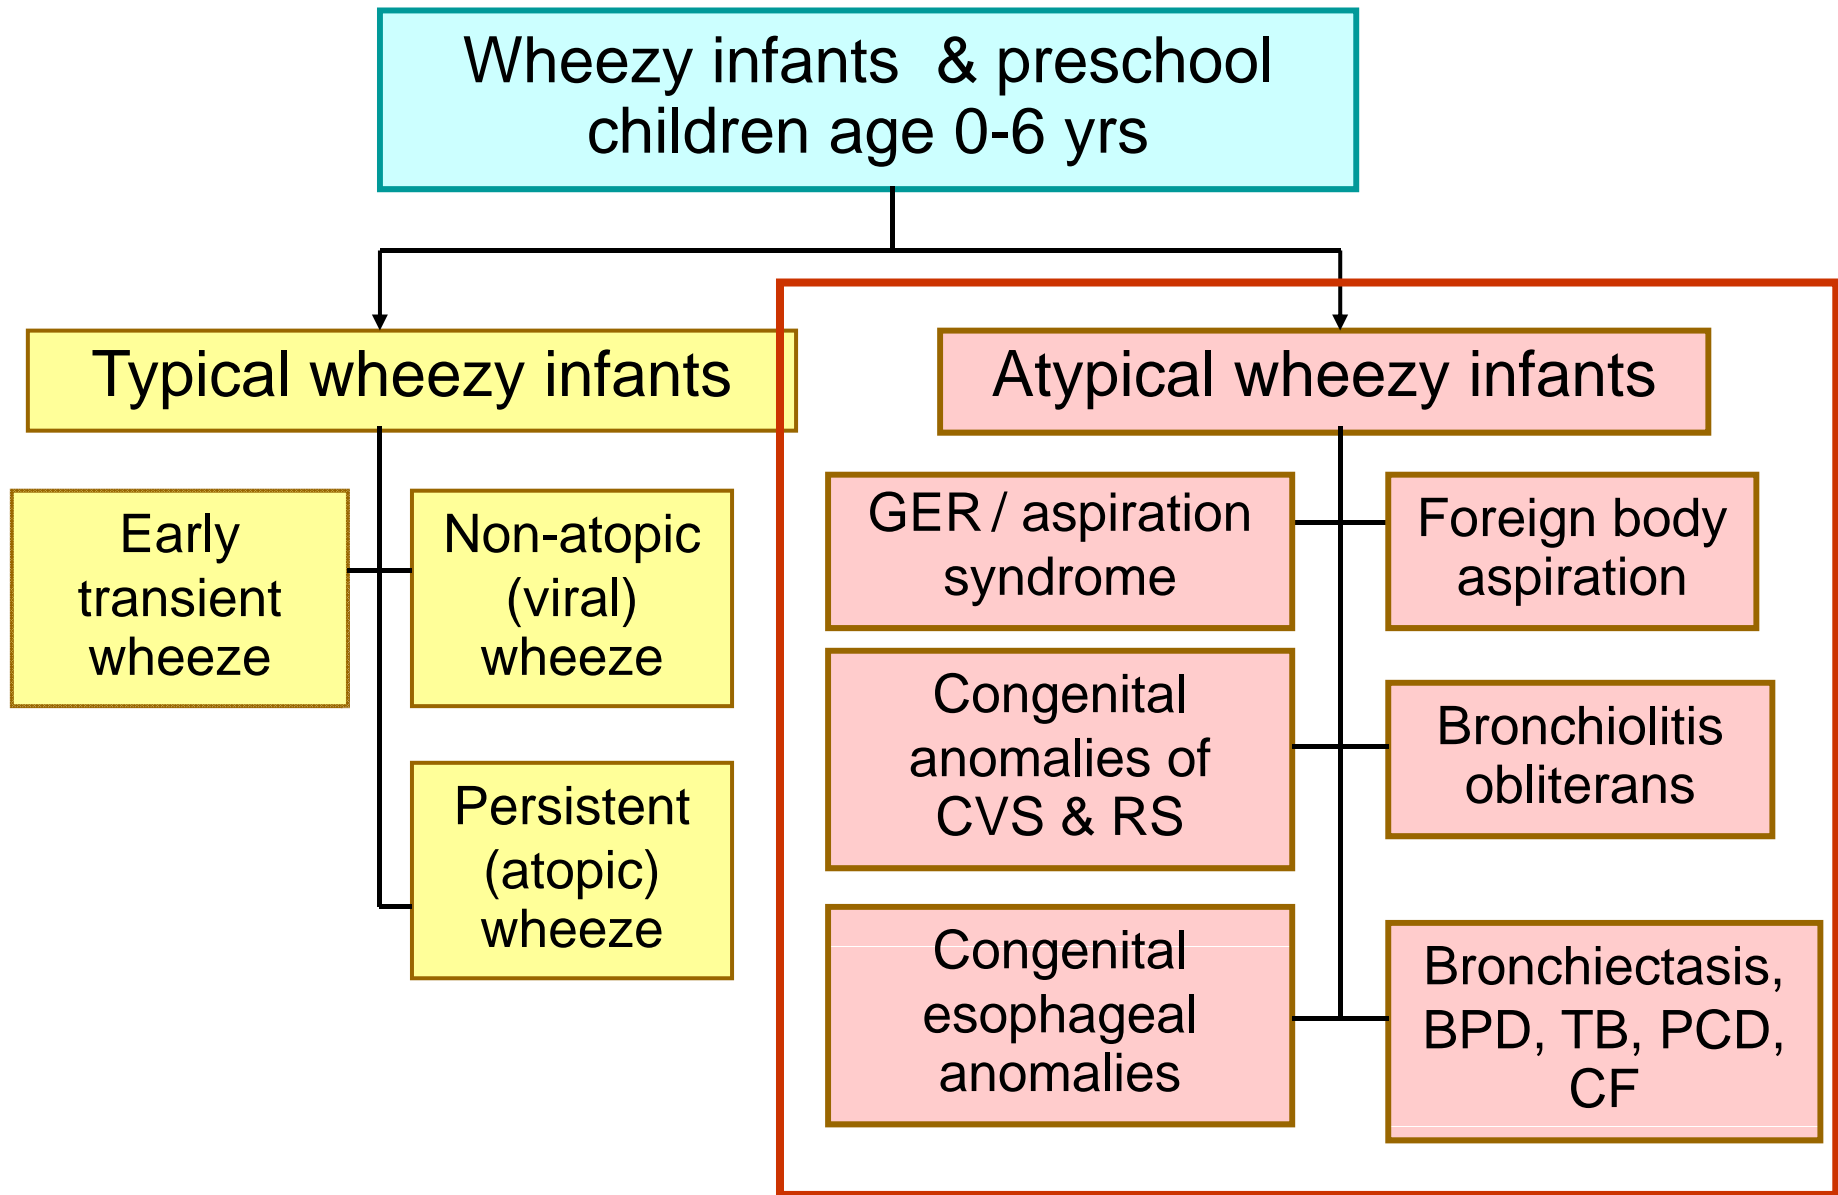 Wheezy infants & preschool
children age 0-6 yrs
Typical wheezy infants
Early
transient
wheeze
Non-atopic
(viral)
wheeze
Persistent
(atopic)
wheeze
Atypical wheezy infants
GER / aspiration
syndrome
Foreign body
aspiration
Congenital
anomalies of
CVS & RS
Bronchiolitis
obliterans
Congenital
esophageal
anomalies
Bronchiectasis,
BPD, TB, PCD,
CF